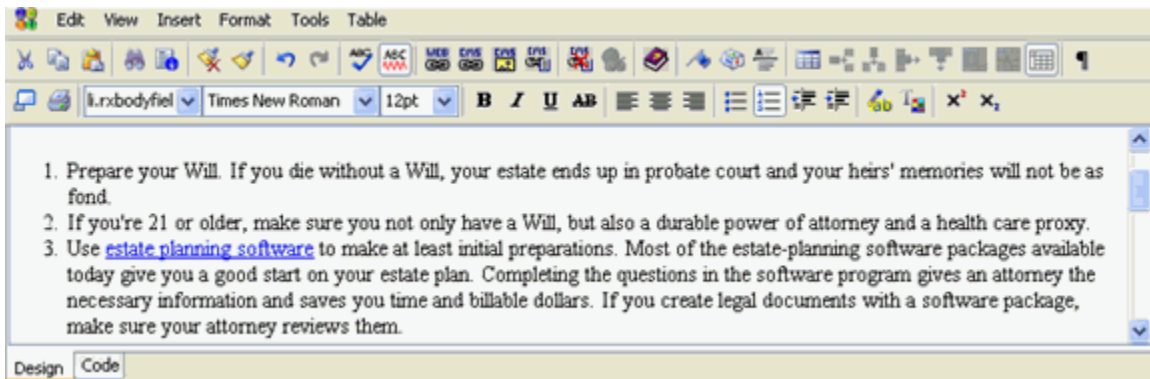 Edit View Insert Format Tools Table
li.rxbodyfiel Times New Roman 12pt B I U AB x² x₂
1. Prepare your Will. If you die without a Will, your estate ends up in probate court and your heirs' memories will not be as
fond.
2. If you're 21 or older, make sure you not only have a Will, but also a durable power of attorney and a health care proxy.
3. Use estate planning software to make at least initial preparations. Most of the estate-planning software packages available
today give you a good start on your estate plan. Completing the questions in the software program gives an attorney the
necessary information and saves you time and billable dollars. If you create legal documents with a software package,
make sure your attorney reviews them.
Design Code